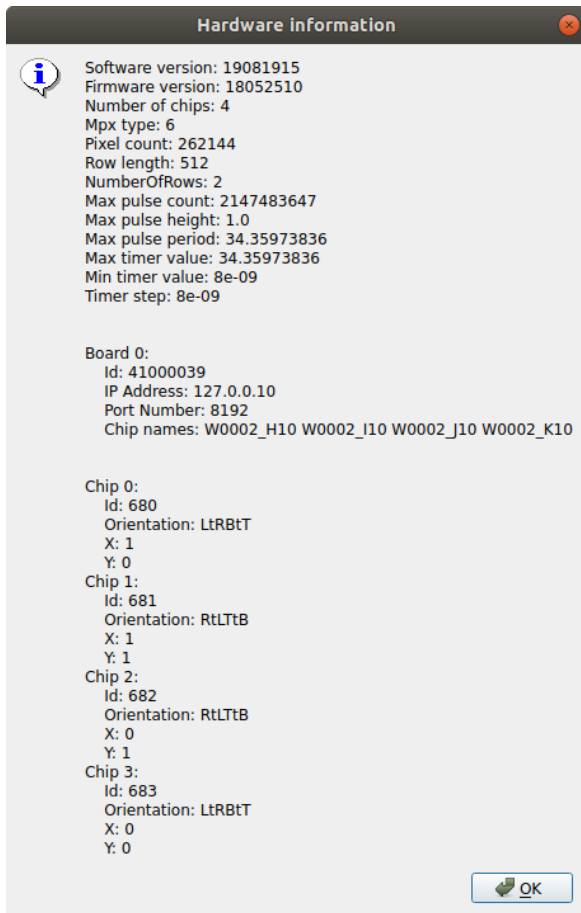 Hardware information
Software version: 19081915
Firmware version: 18052510
Number of chips: 4
Mpx type: 6
Pixel count: 262144
Row length: 512
NumberOfRows: 2
Max pulse count: 2147483647
Max pulse height: 1.0
Max pulse period: 34.35973836
Max timer value: 34.35973836
Min timer value: 8e-09
Timer step: 8e-09
Board 0:
Id: 41000039
IP Address: 127.0.0.10
Port Number: 8192
Chip names: W0002_H10 W0002_I10 W0002_J10 W0002_K10
Chip 0:
Id: 680
Orientation: LtRBtT
X: 1
Y: 0
Chip 1:
Id: 681
Orientation: RtLTtB
X: 1
Y: 1
Chip 2:
Id: 682
Orientation: RtLTtB
X: 0
Y: 1
Chip 3:
Id: 683
Orientation: LtRBtT
X: 0
Y: 0
OK